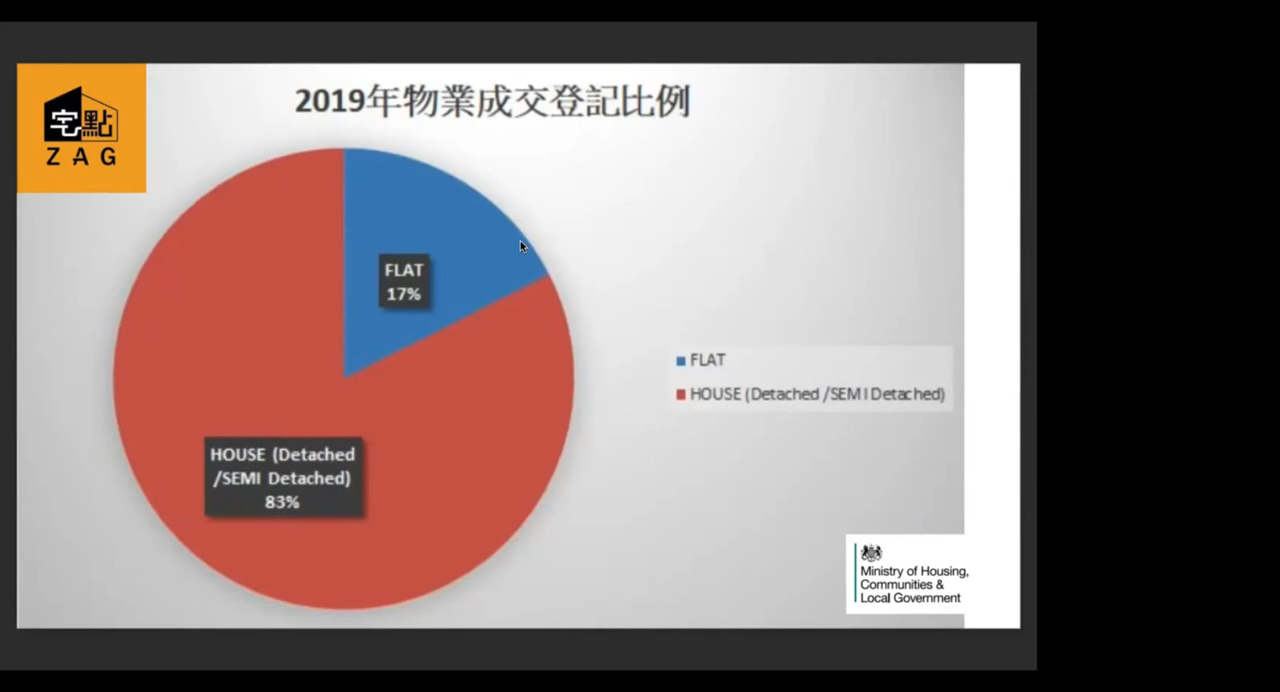 宅點
ZAG
2019年物業成交登記比例
FLAT
17%
HOUSE (Detached
/SEMI Detached)
83%
FLAT
HOUSE (Detached /SEMI Detached)
Ministry of Housing,
Communities &
Local Government